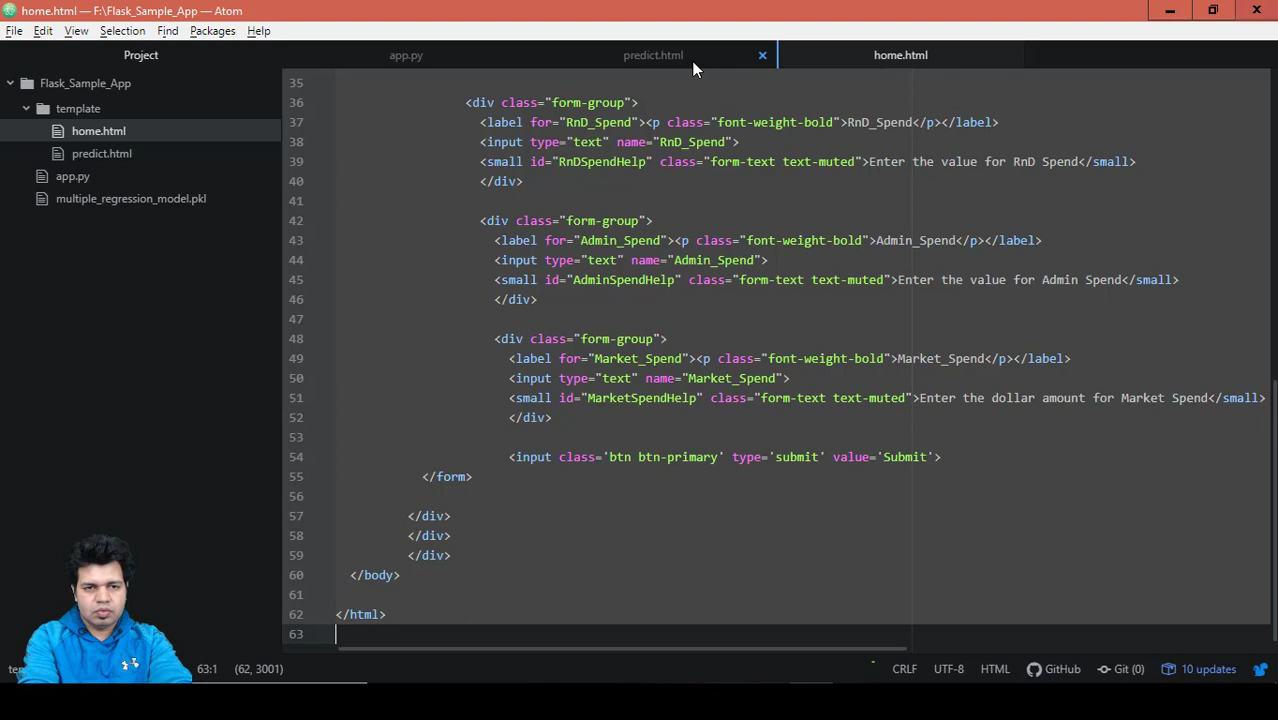 home.html — F:\Flask_Sample_App — Atom
File Edit View Selection Find Packages Help
Project
app.py
predict.html
home.html
Flask_Sample_App
template
home.html
predict.html
app.py
multiple_regression_model.pkl
35
36 <div class="form-group">
37 <label for="RnD_Spend"><p class="font-weight-bold">RnD_Spend</p></label>
38 <input type="text" name="RnD_Spend">
39 <small id="RnDSpendHelp" class="form-text text-muted">Enter the value for RnD Spend</small>
40 </div>
41
42 <div class="form-group">
43 <label for="Admin_Spend"><p class="font-weight-bold">Admin_Spend</p></label>
44 <input type="text" name="Admin_Spend">
45 <small id="AdminSpendHelp" class="form-text text-muted">Enter the value for Admin Spend</small>
46 </div>
47
48 <div class="form-group">
49 <label for="Market_Spend"><p class="font-weight-bold">Market_Spend</p></label>
50 <input type="text" name="Market_Spend">
51 <small id="MarketSpendHelp" class="form-text text-muted">Enter the dollar amount for Market Spend</small>
52 </div>
53
54 <input class='btn btn-primary' type='submit' value='Submit'>
55 </form>
56
57 </div>
58 </div>
59 </div>
60 </body>
61
62 </html>
63
63:1 (62, 3001) CRLF UTF-8 HTML GitHub Git (0) 10 updates